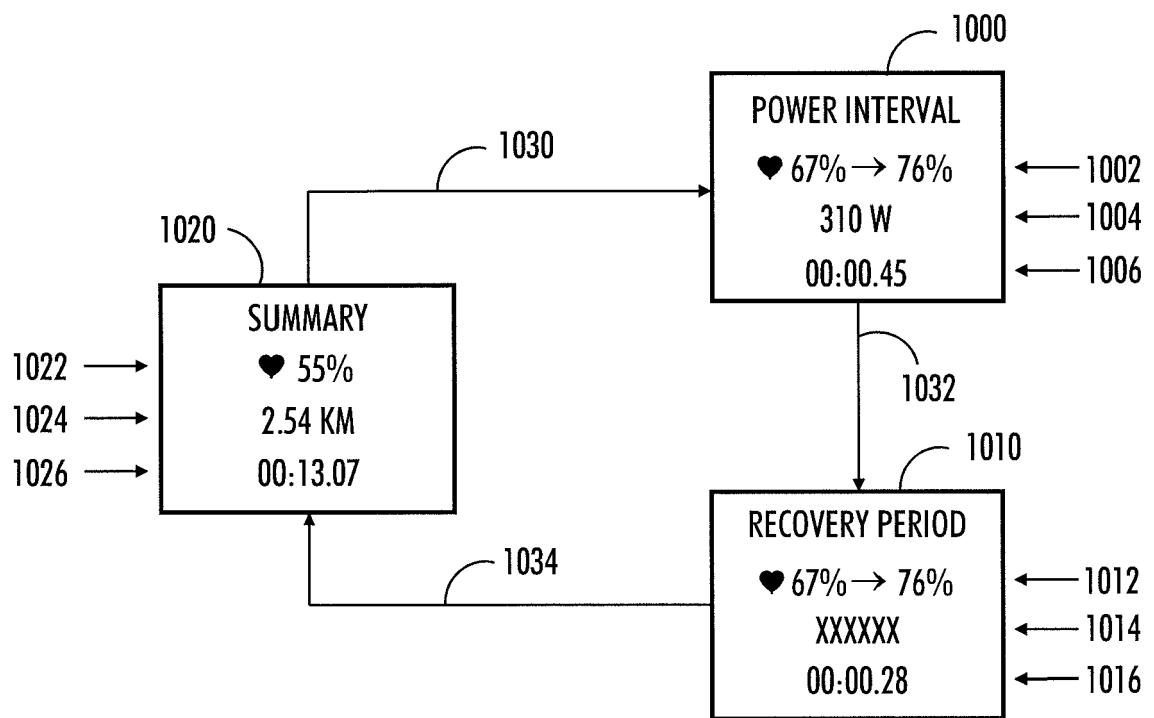 1000
POWER INTERVAL
♥ 67% → 76%
1002
310 W
1004
00:00.45
1006
1030
1020
SUMMARY
1022
♥ 55%
1024
2.54 KM
1026
00:13.07
1032
1010
RECOVERY PERIOD
♥ 67% → 76%
1012
XXXXXX
1014
00:00.28
1016
1034